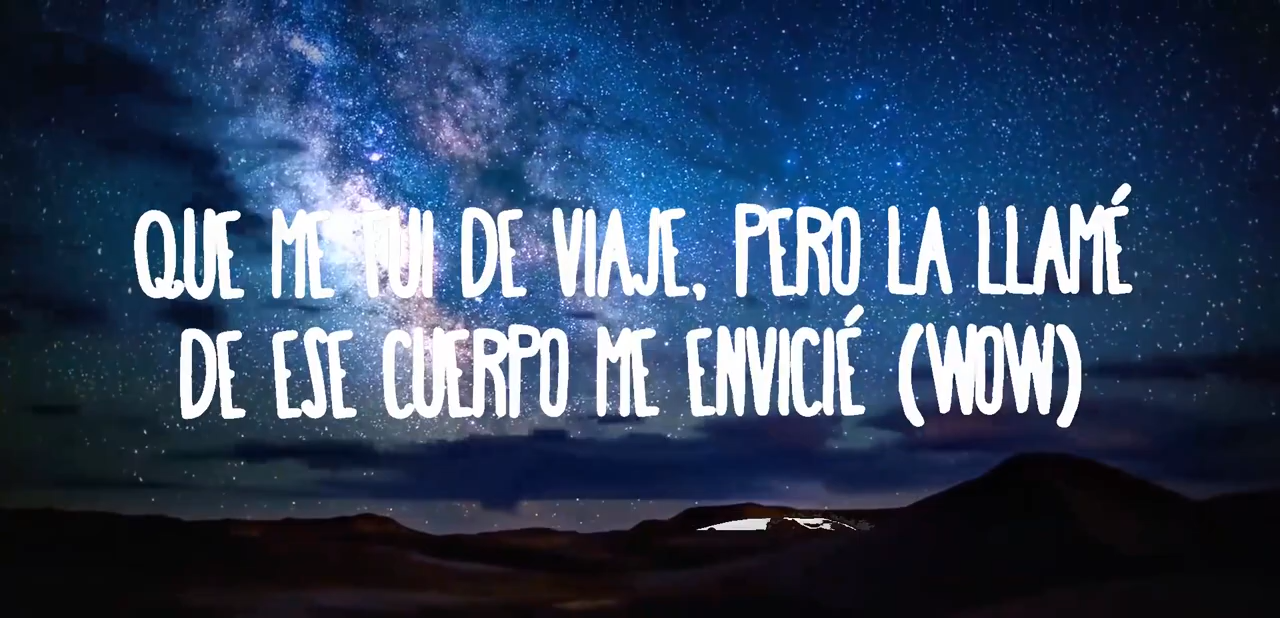 QUE ME FUI DE VIAJE, PERO LA LLAMÉ
DE ESE CUERPO ME ENVICIÉ (WOW)